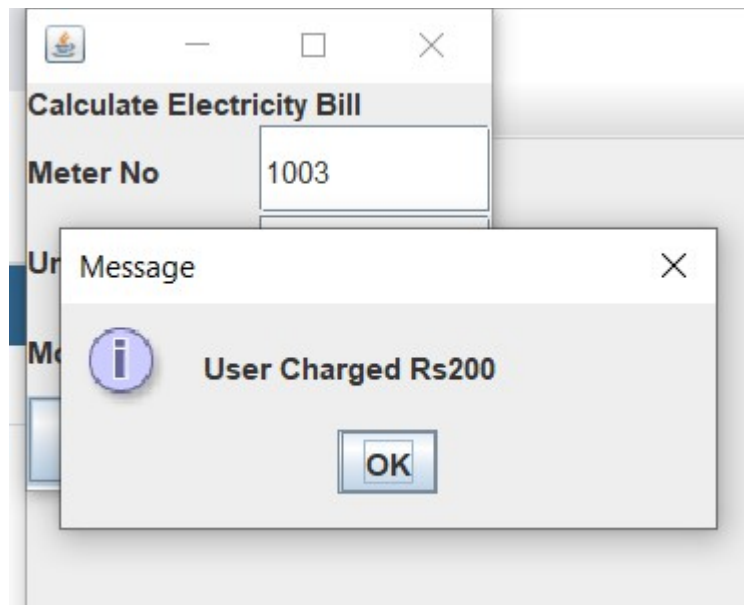 Calculate Electricity Bill
Meter No
1003
Message
User Charged Rs200
OK